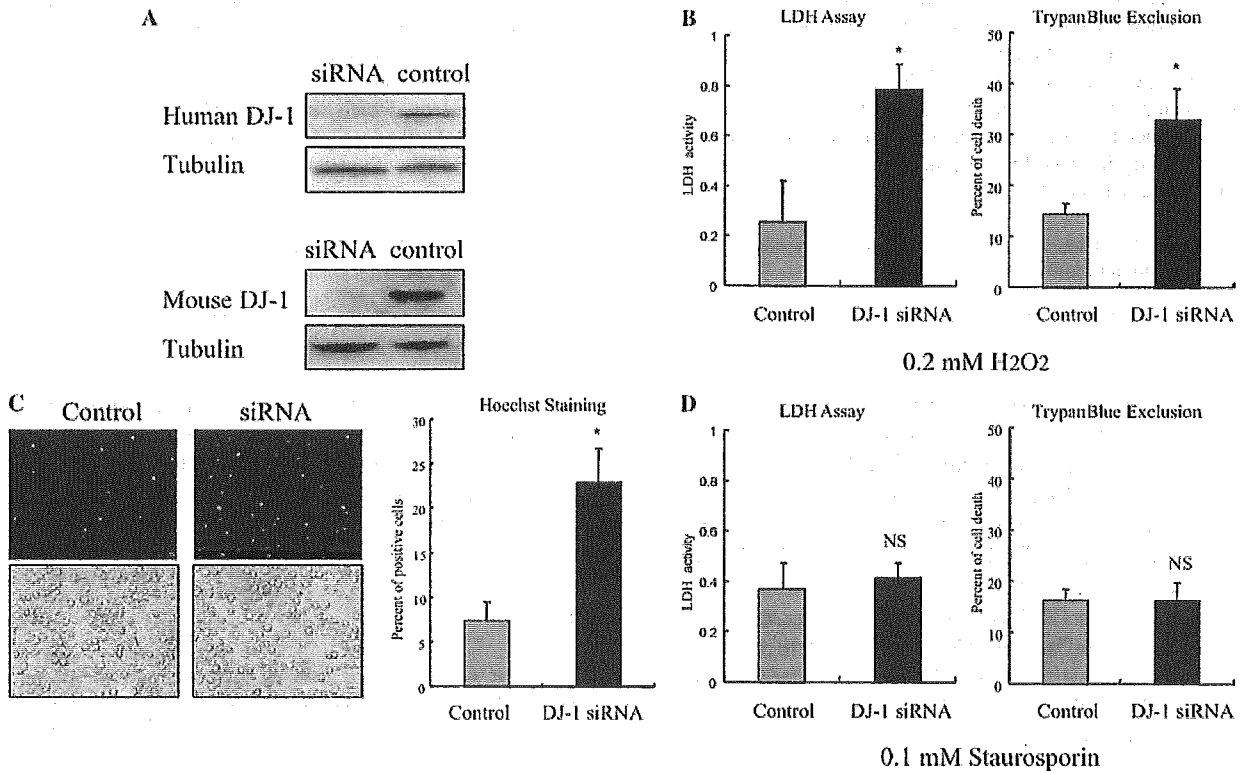 A
siRNA control
Human DJ-1
Tubulin
siRNA control
Mouse DJ-1
Tubulin
B
LDH Assay
1
0.8
0.6
0.4
0.2
0
LDH activity
*
Control
DJ-1 siRNA
TrypanBlue Exclusion
50
40
30
20
10
0
Percent of cell death
*
Control
DJ-1 siRNA
0.2 mM H2O2
C
Control
siRNA
Hoechst Staining
30
25
23
15
10
5
0
Percent of positive cells
*
Control
DJ-1 siRNA
D
LDH Assay
1
0.8
0.6
0.4
0.2
0
LDH activity
NS
Control
DJ-1 siRNA
TrypanBlue Exclusion
50
40
30
20
10
0
Percent of cell death
NS
Control
DJ-1 siRNA
0.1 mM Staurosporin